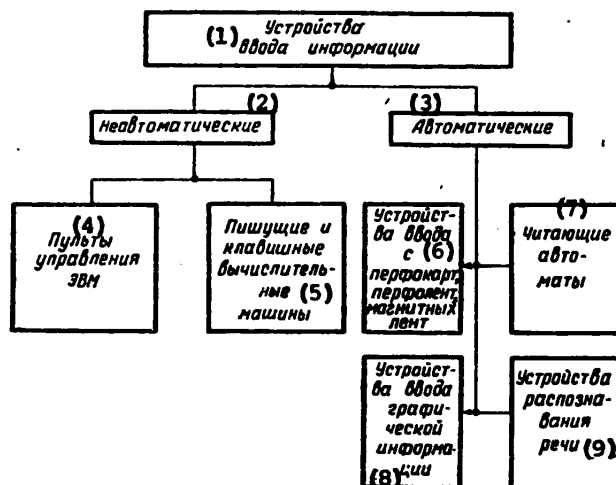 (1) Устройства
ввода информации
(2)
Неавтоматические
(3)
Автоматические
(4)
Пульты
управления
ЭВМ
Пишущие и
клавишные
вычислитель-
ные (5)
машины
Устройст-
ва ввода
с (6)
перфокарт,
перфолент,
магнитных
лент
(7)
Читающие
авто-
маты
Устройст-
ва ввода
графи-
ческой
информа-
ции
(8)
Устройства
распозна-
вания
речи (9)